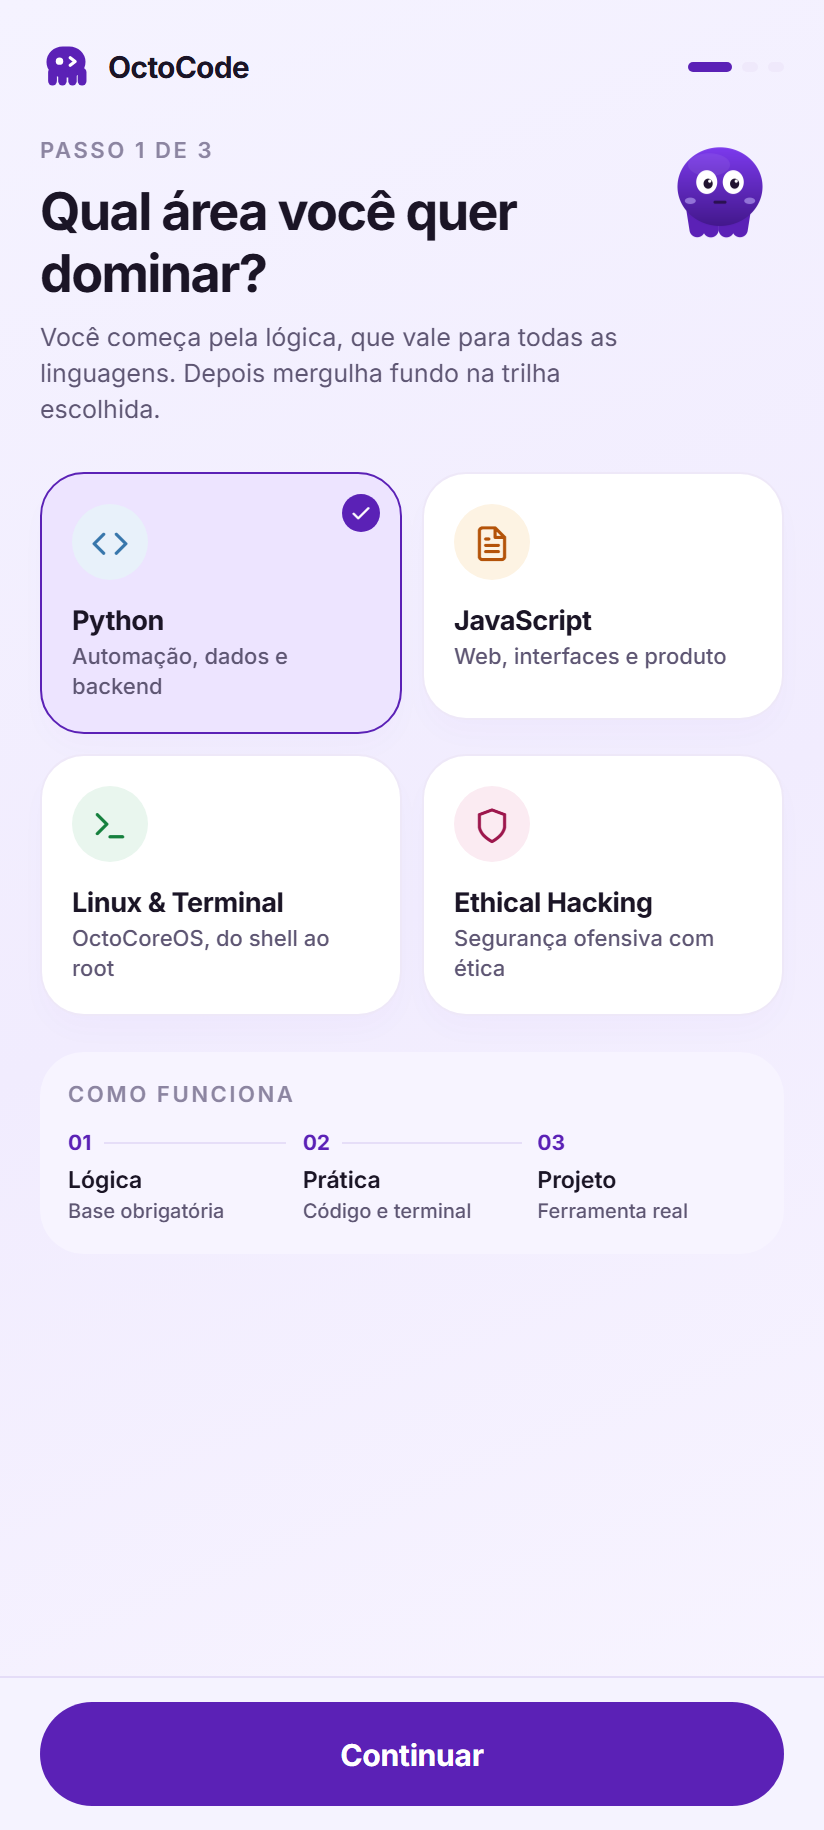 OctoCode
PASSO 1 DE 3
Qual área você quer
dominar?
Você começa pela lógica, que vale para todas as
linguagens. Depois mergulha fundo na trilha
escolhida.
Python
Automação, dados e
backend
JavaScript
Web, interfaces e produto
Linux & Terminal
OctoCoreOS, do shell ao
root
Ethical Hacking
Segurança ofensiva com
ética
COMO FUNCIONA
01
Lógica
Base obrigatória
02
Prática
Código e terminal
03
Projeto
Ferramenta real
Continuar